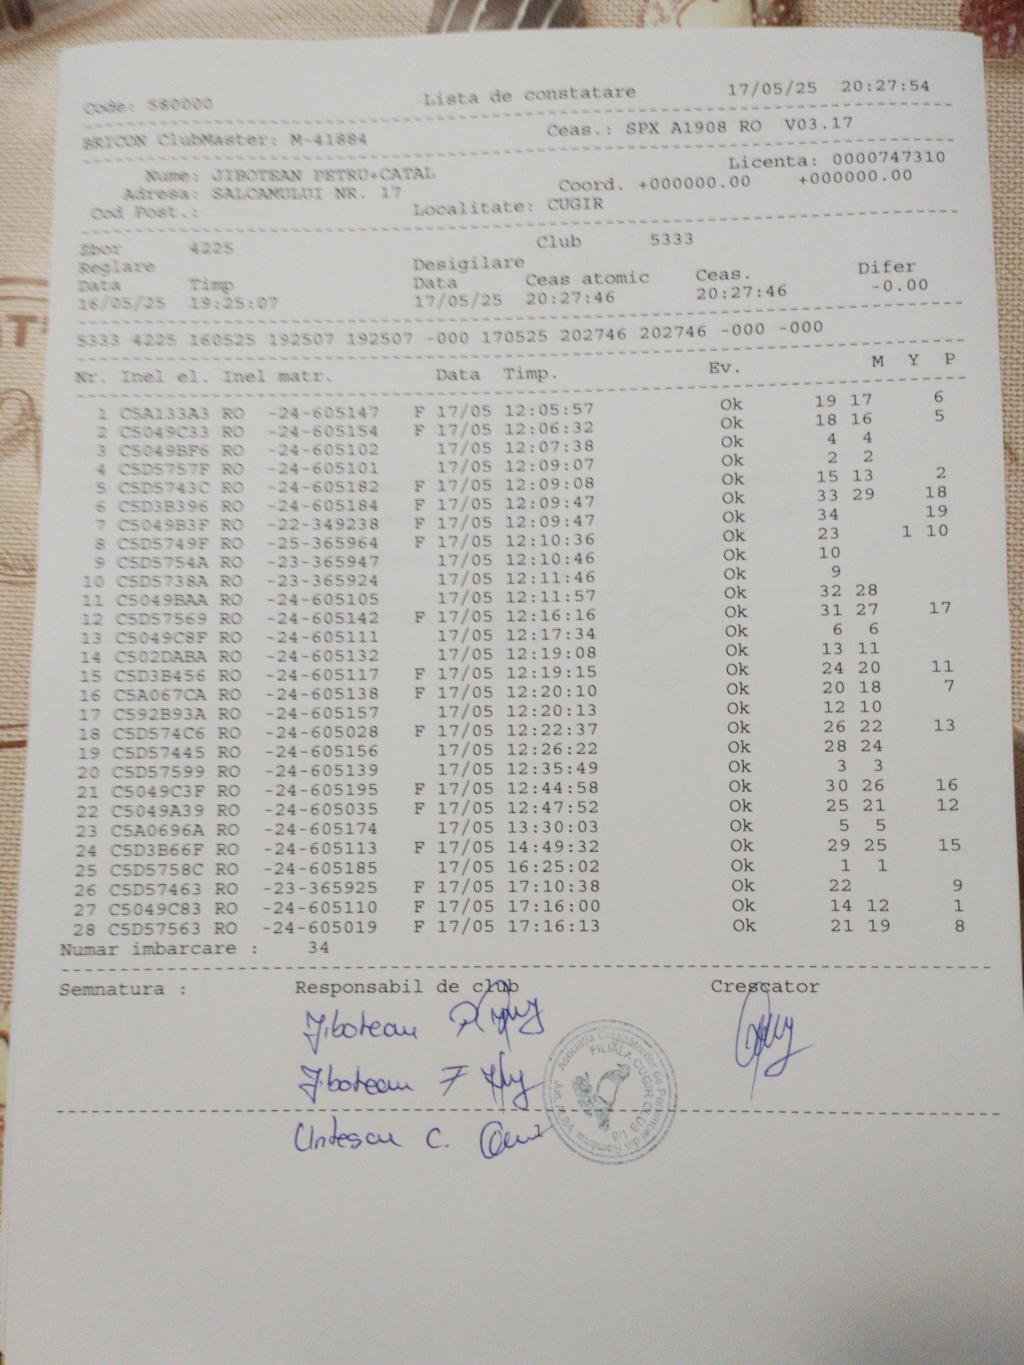 Code: 580000 Lista de constatare 17/05/25 20:27:54
BRICON ClubMaster: M-41884 Ceas.: SPX A1908 RO V03.17
Nume: JIBOTEAN PETRU+CATAL Licenta: 0000747310
Adresa: SALCAMULUI NR. 17 Coord. +000000.00 +000000.00
Cod Post.: Localitate: CUGIR
Sbor 4225 Club 5333
Reglare Desigilare
Data Timp Data Ceas atomic Ceas. Difer
16/05/25 19:25:07 17/05/25 20:27:46 20:27:46 -0.00
5333 4225 160525 192507 192507 -000 170525 202746 202746 -000 -000
Nr. Inel el. Inel matr. Data Timp. Ev. M Y P
1 C5A133A3 RO -24-605147 F 17/05 12:05:57 Ok 19 17 6
2 C5049C33 RO -24-605154 F 17/05 12:06:32 Ok 18 16 5
3 C5049BF6 RO -24-605102 17/05 12:07:38 Ok 4 4
4 C5D5757F RO -24-605101 17/05 12:09:07 Ok 2 2
5 C5D5743C RO -24-605182 F 17/05 12:09:08 Ok 15 13 2
6 C5D3B396 RO -24-605184 F 17/05 12:09:47 Ok 33 29 18
7 C5049B3F RO -22-349238 F 17/05 12:09:47 Ok 34 19
8 C5D5749F RO -25-365964 F 17/05 12:10:36 Ok 23 1 10
9 C5D5754A RO -23-365947 17/05 12:10:46 Ok 10
10 C5D5738A RO -23-365924 17/05 12:11:46 Ok 9
11 C5049BAA RO -24-605105 17/05 12:11:57 Ok 32 28
12 C5D57569 RO -24-605142 F 17/05 12:16:16 Ok 31 27 17
13 C5049C8F RO -24-605111 17/05 12:17:34 Ok 6 6
14 C502DABA RO -24-605132 17/05 12:19:08 Ok 13 11
15 C5D3B456 RO -24-605117 F 17/05 12:19:15 Ok 24 20 11
16 C5A067CA RO -24-605138 F 17/05 12:20:10 Ok 20 18 7
17 C592B93A RO -24-605157 17/05 12:20:13 Ok 12 10
18 C5D574C6 RO -24-605028 F 17/05 12:22:37 Ok 26 22 13
19 C5D57445 RO -24-605156 17/05 12:26:22 Ok 28 24
20 C5D57599 RO -24-605139 17/05 12:35:49 Ok 3 3
21 C5049C3F RO -24-605195 F 17/05 12:44:58 Ok 30 26 16
22 C5049A39 RO -24-605035 F 17/05 12:47:52 Ok 25 21 12
23 C5A0696A RO -24-605174 17/05 13:30:03 Ok 5 5
24 C5D3B66F RO -24-605113 F 17/05 14:49:32 Ok 29 25 15
25 C5D5758C RO -24-605185 17/05 16:25:02 Ok 1 1
26 C5D57463 RO -23-365925 F 17/05 17:10:38 Ok 22 9
27 C5049C83 RO -24-605110 F 17/05 17:16:00 Ok 14 12 1
28 C5D57563 RO -24-605019 F 17/05 17:16:13 Ok 21 19 8
Numar imbarcare : 34
Semnatura : Responsabil de club Crescator
Jiboteau
Jiboteau F
C.
Asociatia Crescatorilor de Porumbei din România
FILIALA CUGIR CLUB
Jud. ALBA